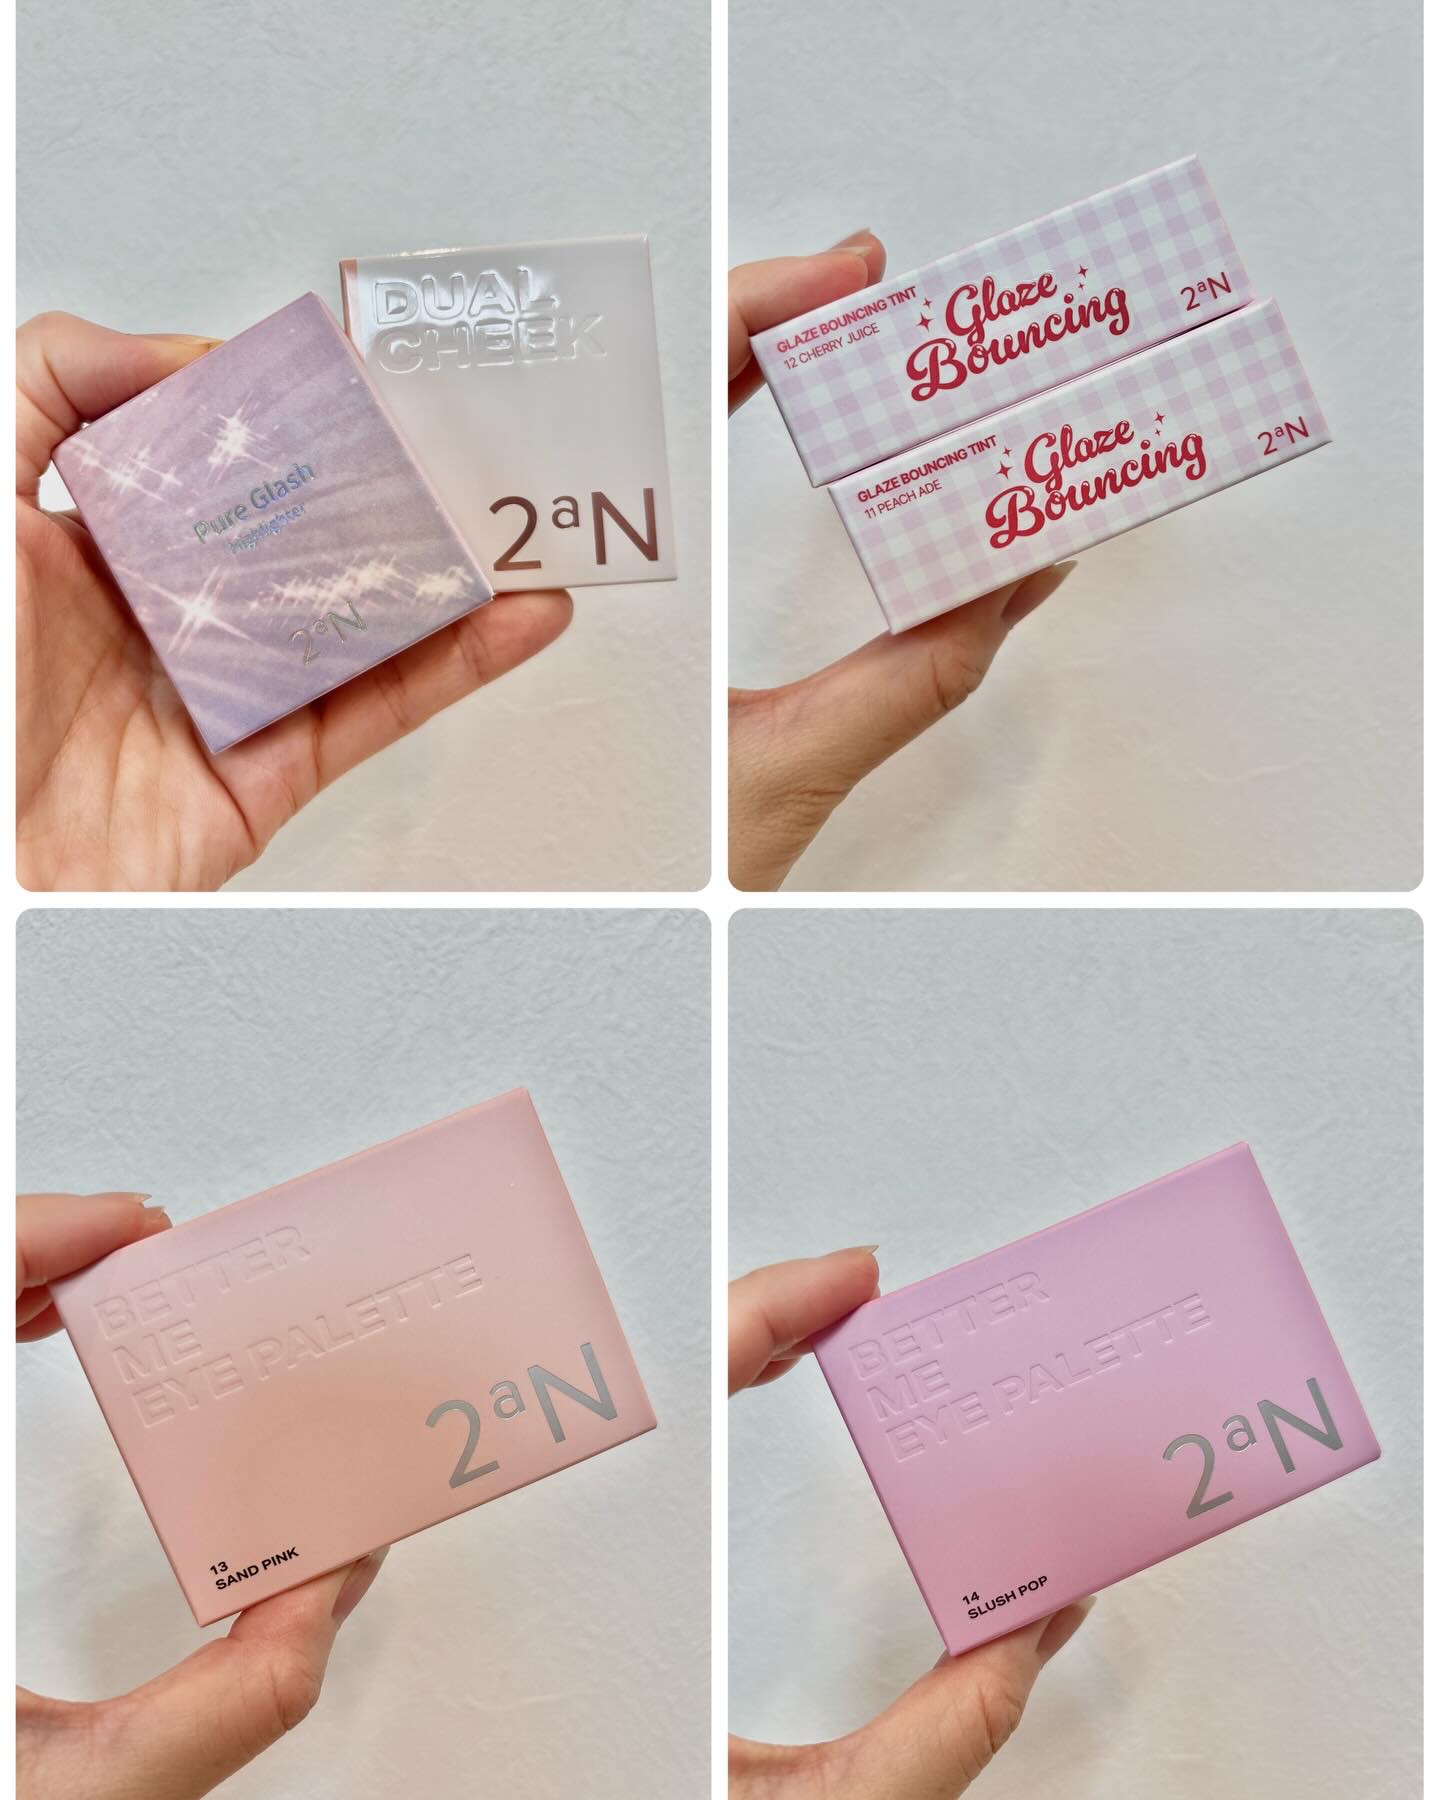 DUAL
CHEEK
2aN
Pure Glash
Highlighter
2aN
GLAZE BOUNCING TINT
12 CHERRY JUICE
Glaze
Bouncing
2aN
GLAZE BOUNCING TINT
11 PEACH ADE
Glaze
Bouncing
2aN
BETTER
ME
EYE PALETTE
2aN
13
SAND PINK
BETTER
ME
EYE PALETTE
2aN
14
SLUSH POP